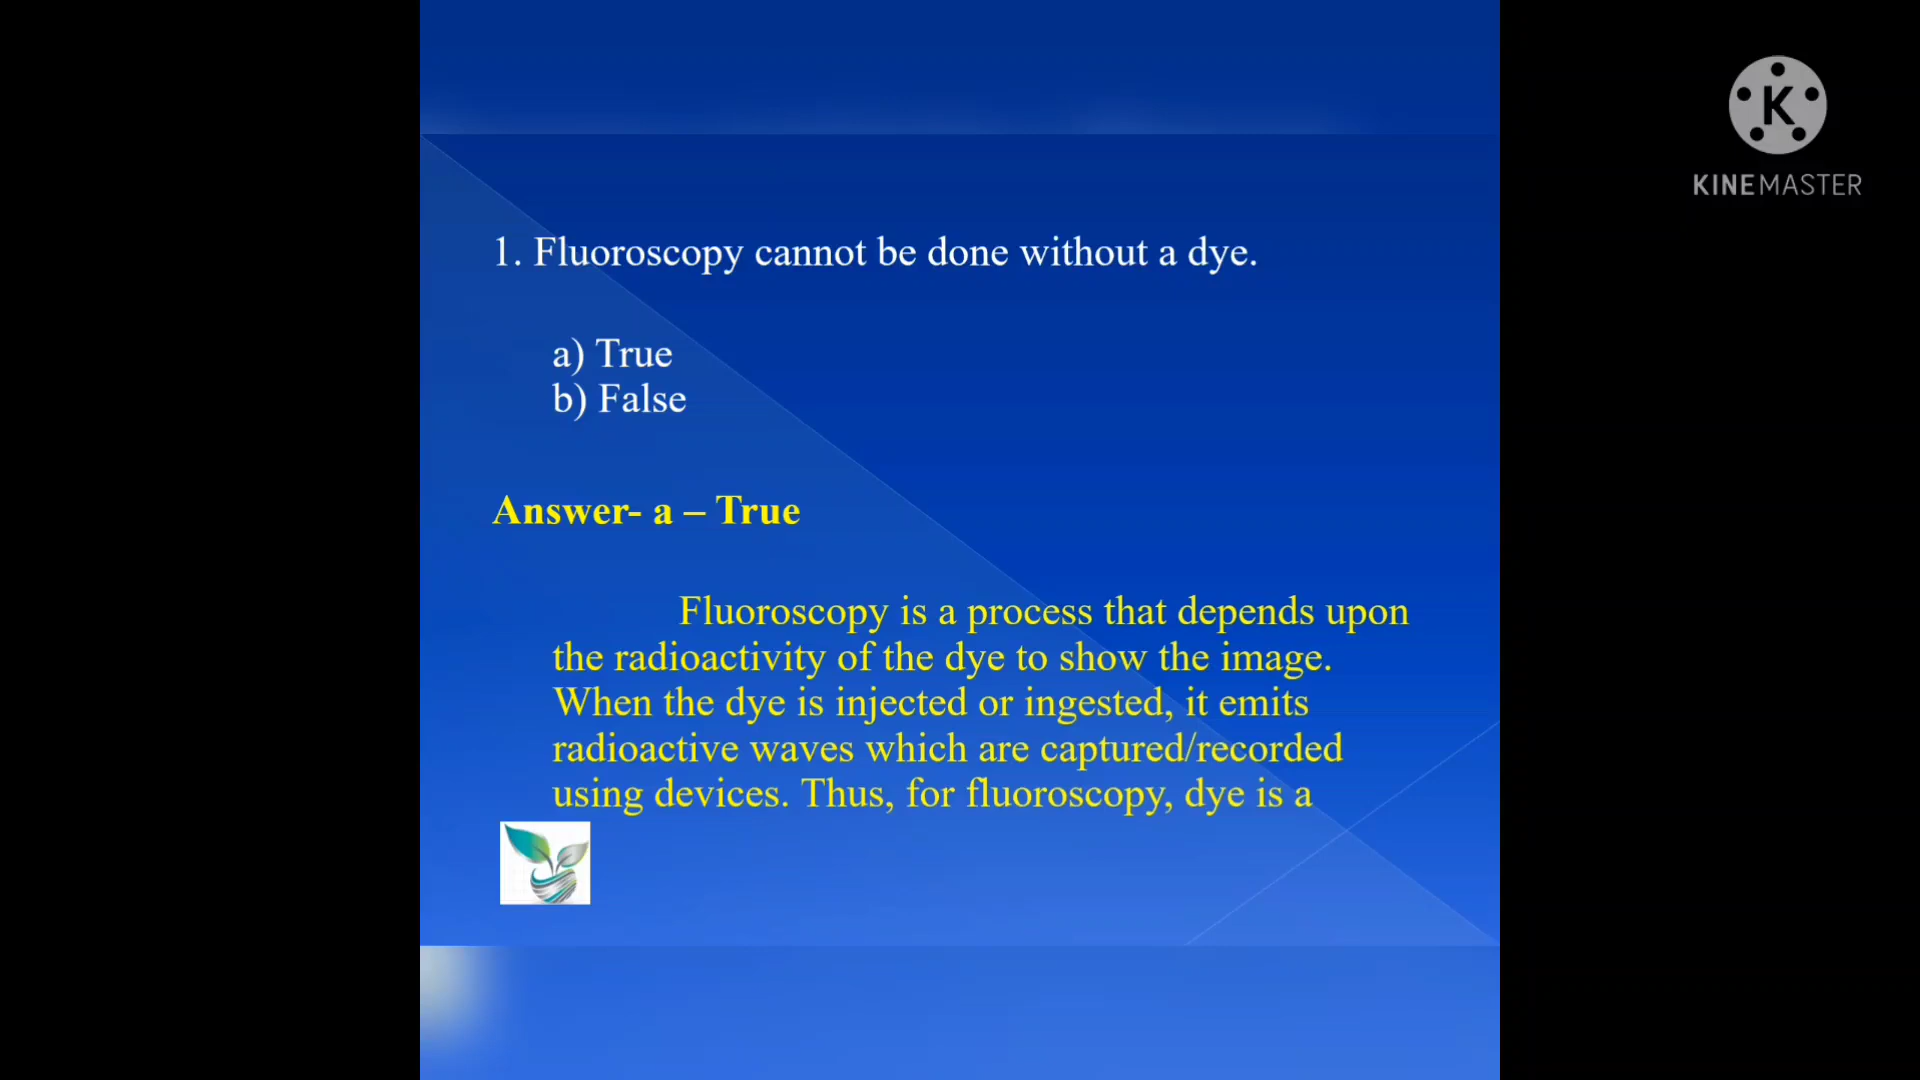 K
KINEMASTER
1. Fluoroscopy cannot be done without a dye.
a) True
b) False
Answer- a – True
Fluoroscopy is a process that depends upon
the radioactivity of the dye to show the image.
When the dye is injected or ingested, it emits
radioactive waves which are captured/recorded
using devices. Thus, for fluoroscopy, dye is a